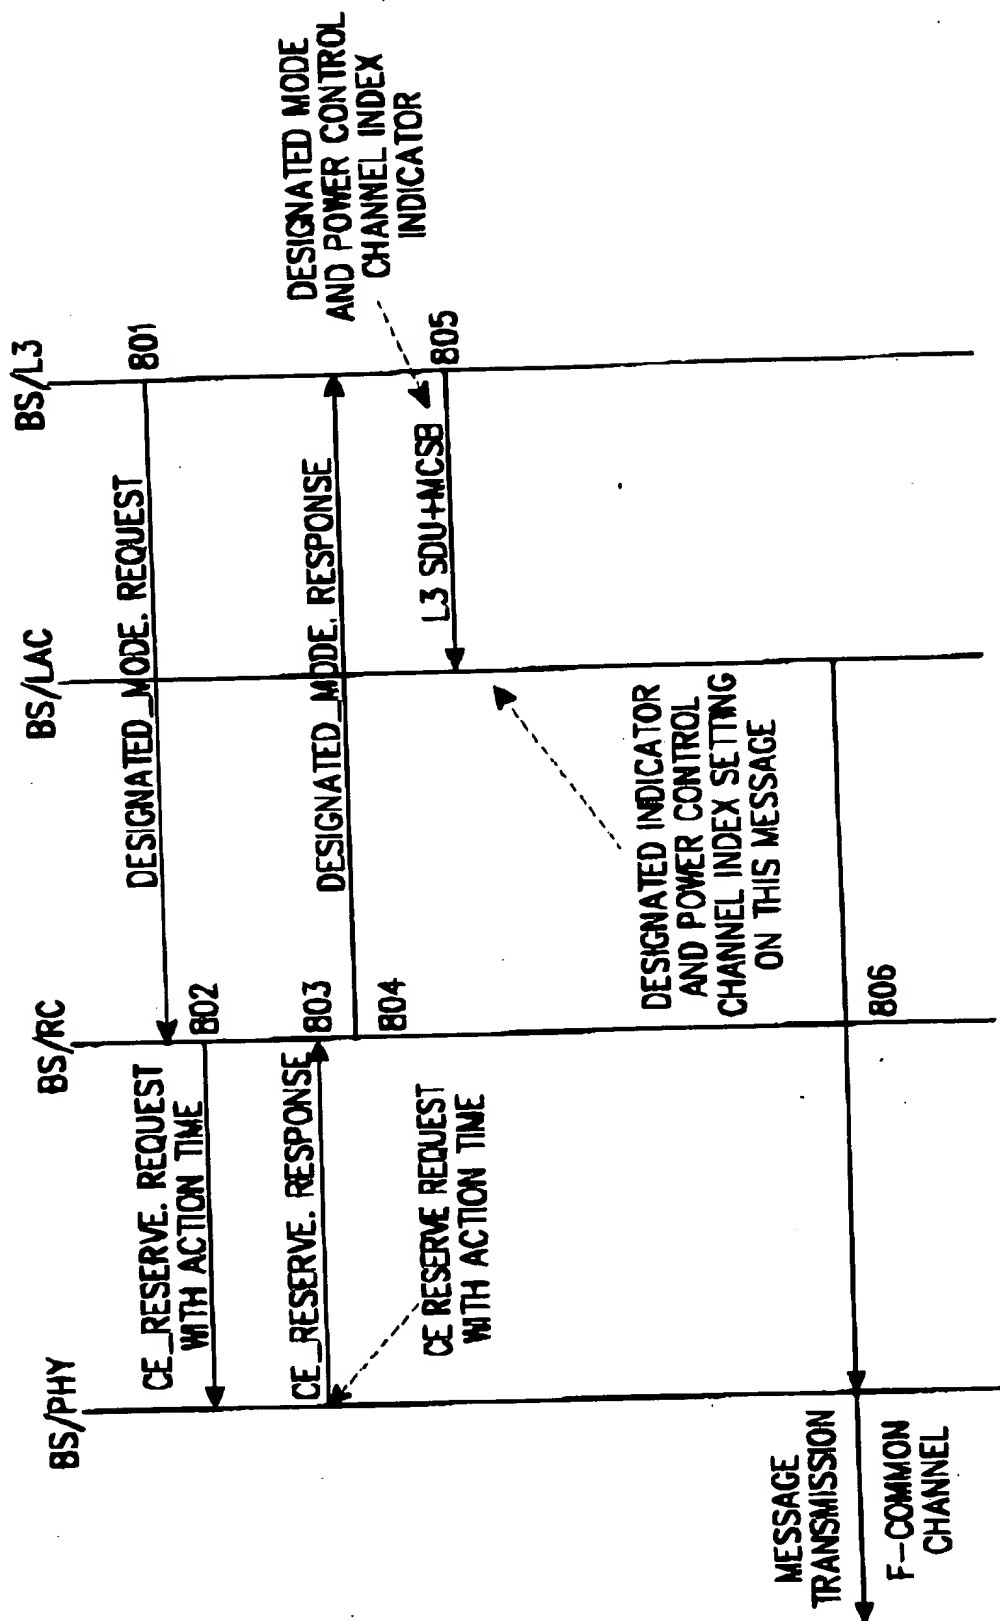 BS/PHY
BS/RC
BS/LAC
BS/L3
DESIGNATED_MODE. REQUEST
801
CE_RESERVE. REQUEST
WITH ACTION TIME
802
CE_RESERVE. RESPONSE
803
DESIGNATED_MODE. RESPONSE
804
CE RESERVE REQUEST
WITH ACTION TIME
DESIGNATED MODE
AND POWER CONTROL
CHANNEL INDEX
INDICATOR
L3 SDU+MCSB
805
DESIGNATED INDICATOR
AND POWER CONTROL
CHANNEL INDEX SETTING
ON THIS MESSAGE
806
MESSAGE
TRANSMISSION
F-COMMON
CHANNEL